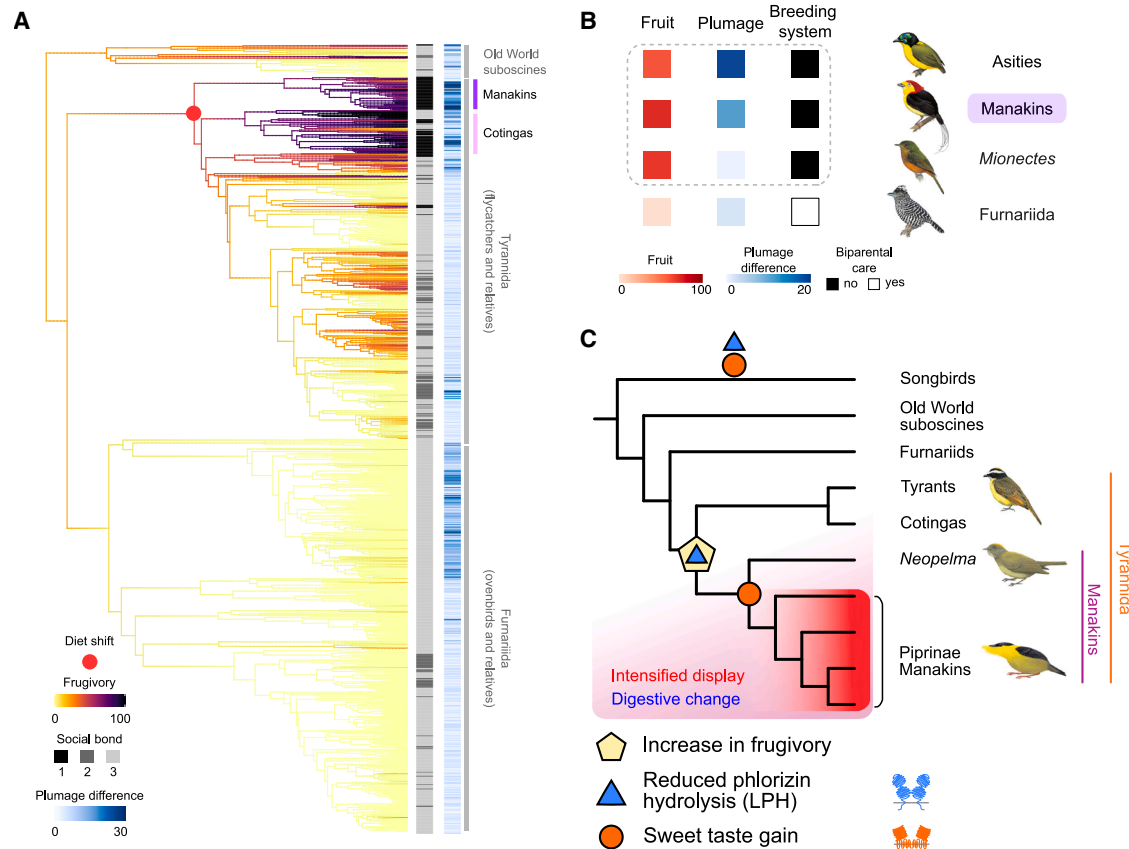 A
Old World
suboscines
Manakins
Cotingas
Tyrannida
(flycatchers and relatives)
Furnariida
(ovenbirds and relatives)
Diet shift
Frugivory
0 100
Social bond
1 2 3
Plumage difference
0 30
B
Fruit Plumage Breeding
system
Asities
Manakins
Mionectes
Furnariida
Fruit
0 100
Plumage
difference
0 20
Biparental
care
no yes
C
Songbirds
Old World
suboscines
Furnariids
Tyrants
Cotingas
Neopelma
Piprinae
Manakins
Manakins
Tyrannida
Intensified display
Digestive change
Increase in frugivory
Reduced phlorizin
hydrolysis (LPH)
Sweet taste gain